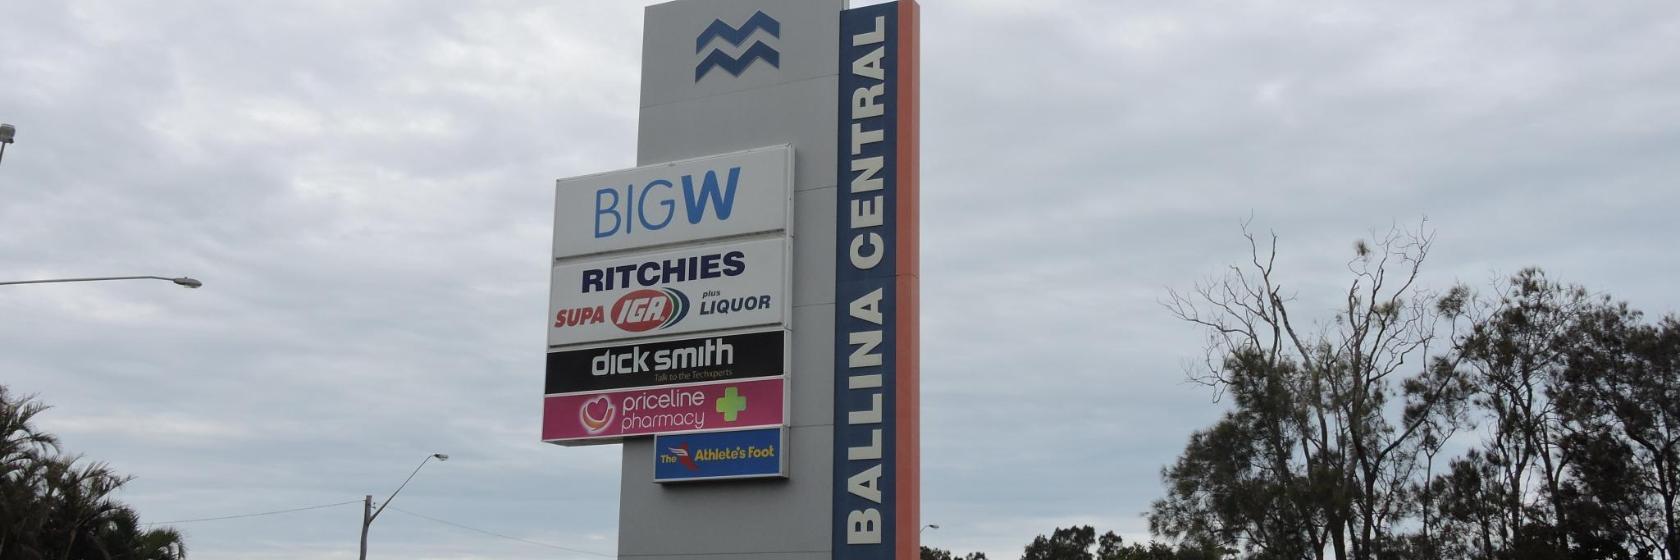 BIGW
RITCHIES
SUPA IGA plus LIQUOR
dick smith
Talk to the Techxperts
priceline
pharmacy
The Athlete's Foot
BALLINA CENTRAL